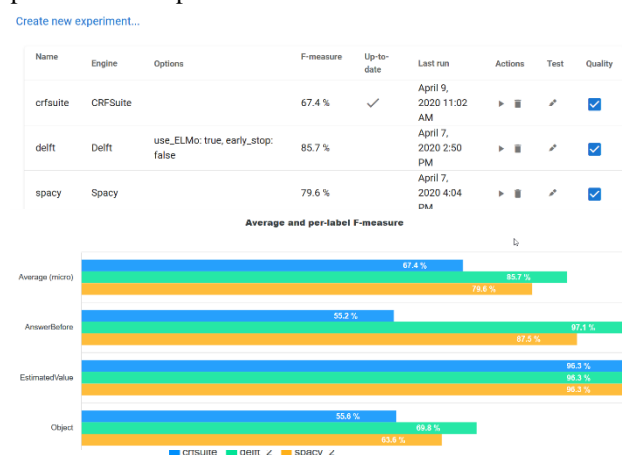 Create new experiment...
Name Engine Options F-measure Up-to-date Last run Actions Test Quality
crfsuite CRFSuite 67.4 % April 9, 2020 11:02 AM
delft Delft use_ELMo: true, early_stop: false 85.7 % April 7, 2020 2:50 PM
spacy Spacy 79.6 % April 7, 2020 4:04 PM
Average and per-label F-measure
Average (micro) 67.4 % 85.7 % 79.6 %
AnswerBefore 55.2 % 97.1 % 87.5 %
EstimatedValue 96.3 % 96.3 % 96.3 %
Object 55.6 % 69.8 % 63.6 %
crfsuite delft spacy